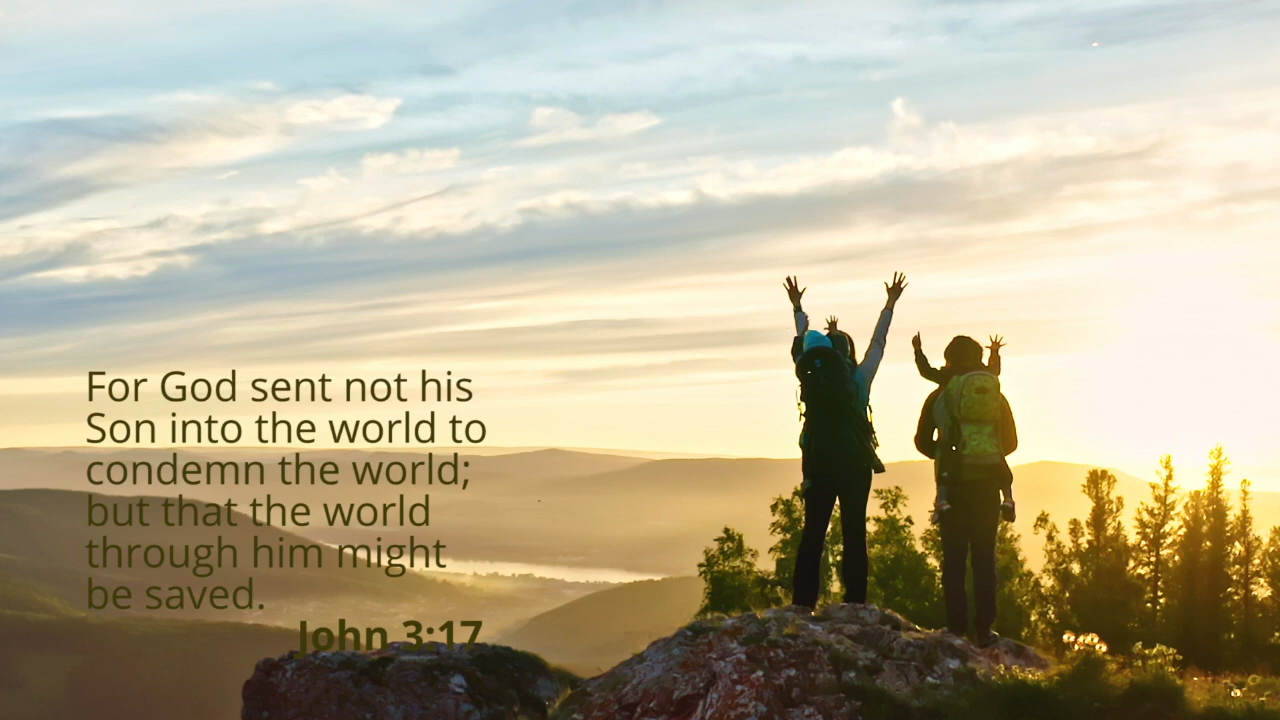 For God sent not his
Son into the world to
condemn the world;
but that the world
through him might
be saved.
John 3:17